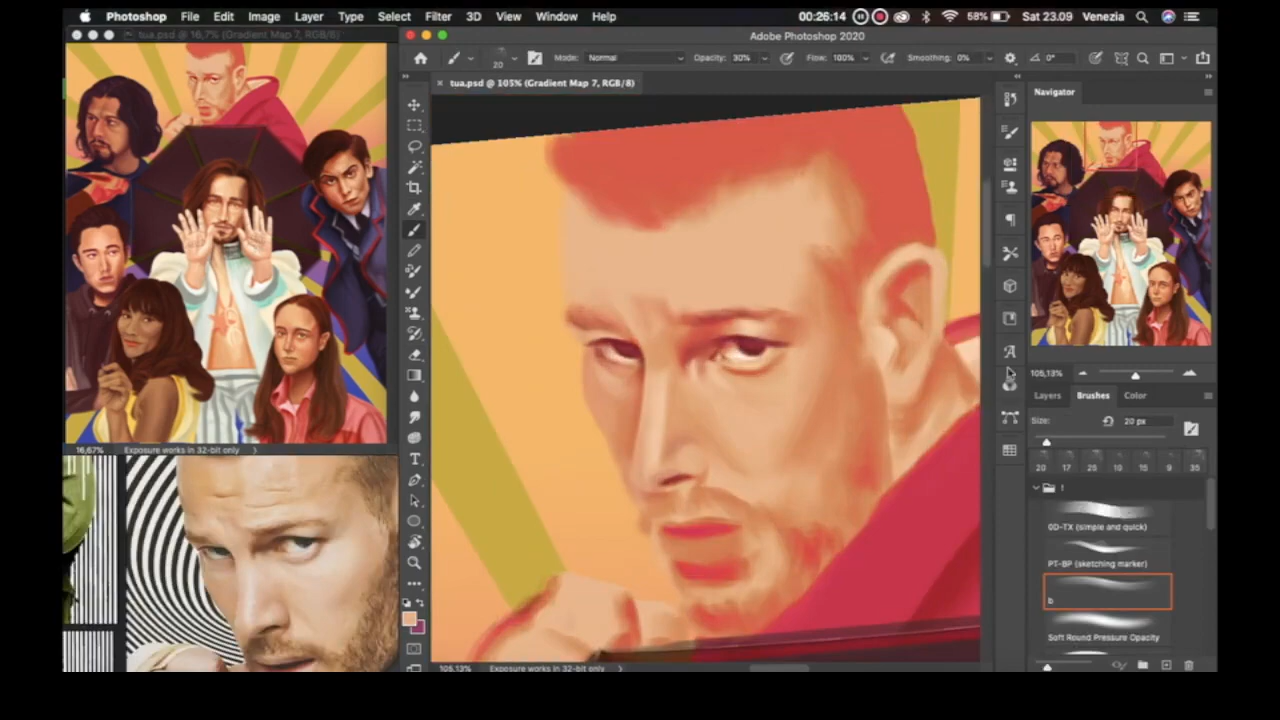 Photoshop File Edit Image Layer Type Select Filter 3D View Window Help 00:26:14 58% Sat 23.09 Venezia
tua.psd @ 16,7% (Gradient Map 7, RGB/8)
Adobe Photoshop 2020
20 Mode: Normal Opacity: 30% Flow: 100% Smoothing: 0% 0°
× tua.psd @ 105% (Gradient Map 7, RGB/8)
Navigator
105,13%
Layers Brushes Color
Size: 20 px
20 17 25 10 15 9 35
!
OD-TX (simple and quick)
PT-BP (sketching marker)
b
Soft Round Pressure Opacity
16,67% Exposure works in 32-bit only
105,13% Exposure works in 32-bit only